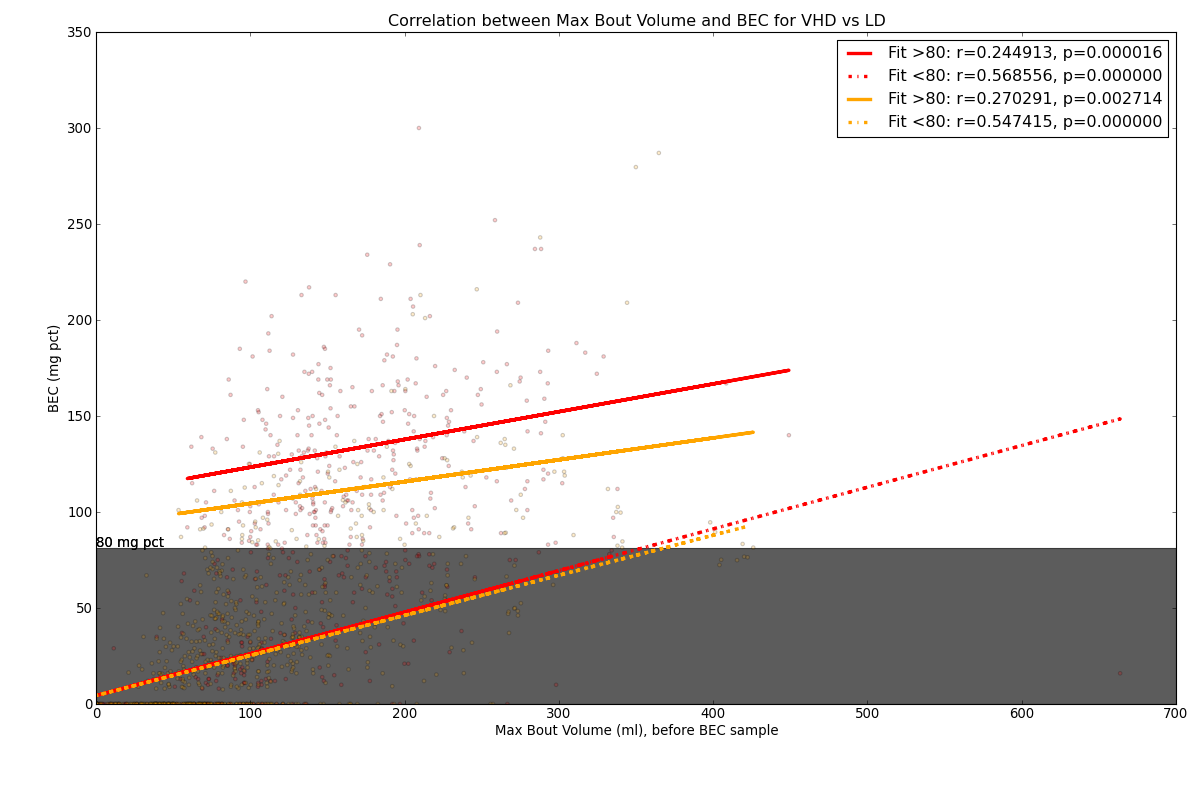 Correlation between Max Bout Volume and BEC for VHD vs LD
Fit >80: r=0.244913, p=0.000016
Fit <80: r=0.568556, p=0.000000
Fit >80: r=0.270291, p=0.002714
Fit <80: r=0.547415, p=0.000000
350
300
250
200
150
100
50
0
BEC (mg pct)
80 mg pct
0 100 200 300 400 500 600 700
Max Bout Volume (ml), before BEC sample